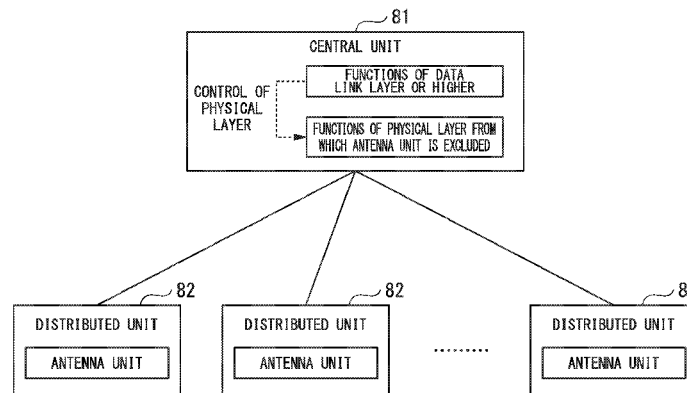 81
CENTRAL UNIT
FUNCTIONS OF DATA
LINK LAYER OR HIGHER
CONTROL OF
PHYSICAL
LAYER
FUNCTIONS OF PHYSICAL LAYER FROM
WHICH ANTENNA UNIT IS EXCLUDED
82
82
8
DISTRIBUTED UNIT
DISTRIBUTED UNIT
DISTRIBUTED UNIT
ANTENNA UNIT
ANTENNA UNIT
.........
ANTENNA UNIT